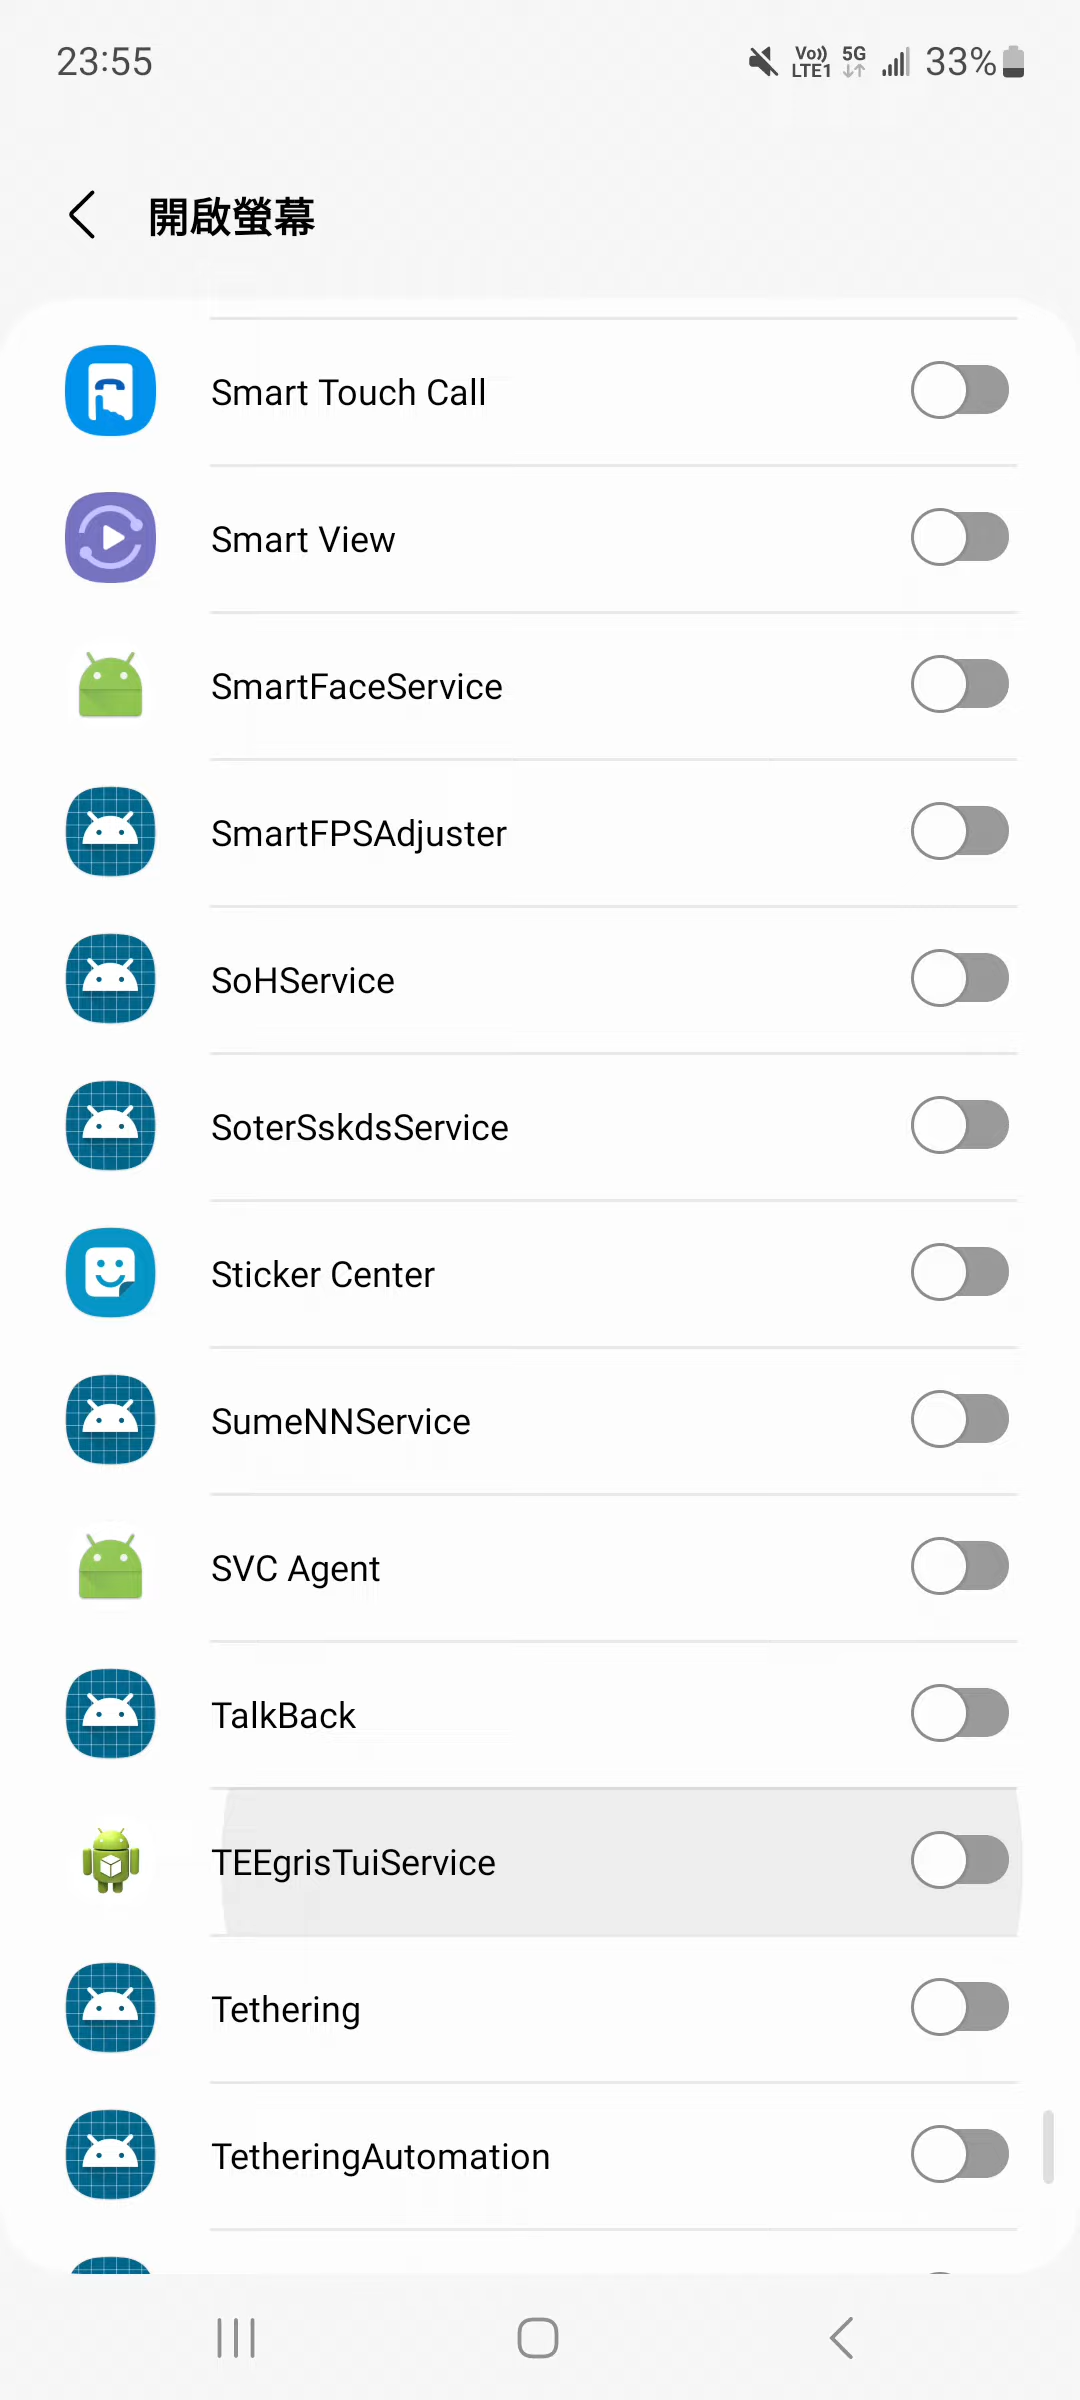 23:55
Vo)) LTE1 5G 33%
開啟螢幕
Smart Touch Call
Smart View
SmartFaceService
SmartFPSAdjuster
SoHService
SoterSskdsService
Sticker Center
SumeNNService
SVC Agent
TalkBack
TEEgrisTuiService
Tethering
TetheringAutomation